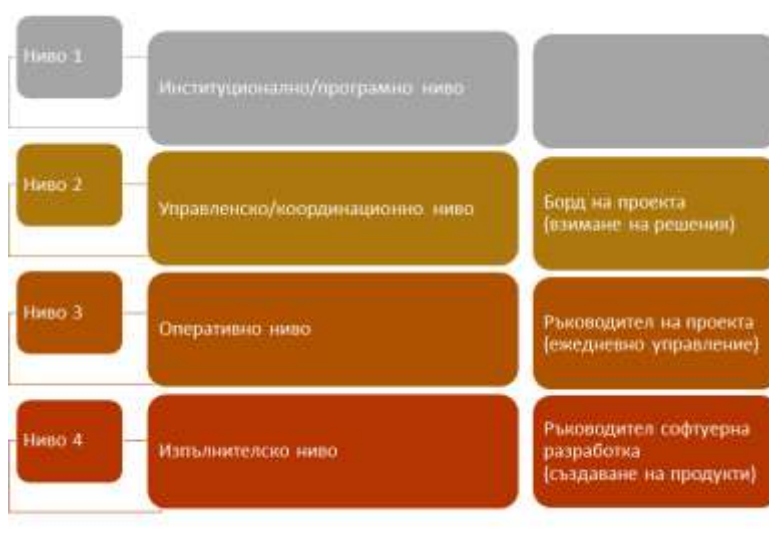 Ниво 1
Институционално/програмно ниво
Ниво 2
Управленско/координационно ниво
Борд на проекта
(взимане на решения)
Ниво 3
Оперативно ниво
Ръководител на проекта
(ежедневно управление)
Ниво 4
Изпълнителско ниво
Ръководител софтуерна
разработка
(създаване на продукти)